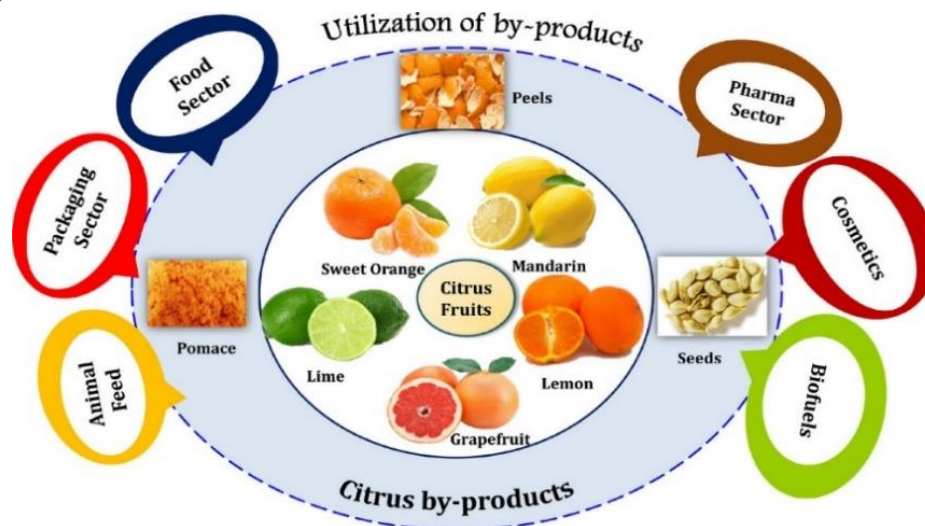 Utilization of by-products
Food
Sector
Peels
Pharma
Sector
Packaging
Sector
Cosmetics
Sweet Orange
Mandarin
Citrus
Fruits
Pomace
Seeds
Lime
Lemon
Animal
Feed
Biofuels
Grapefruit
Citrus by-products